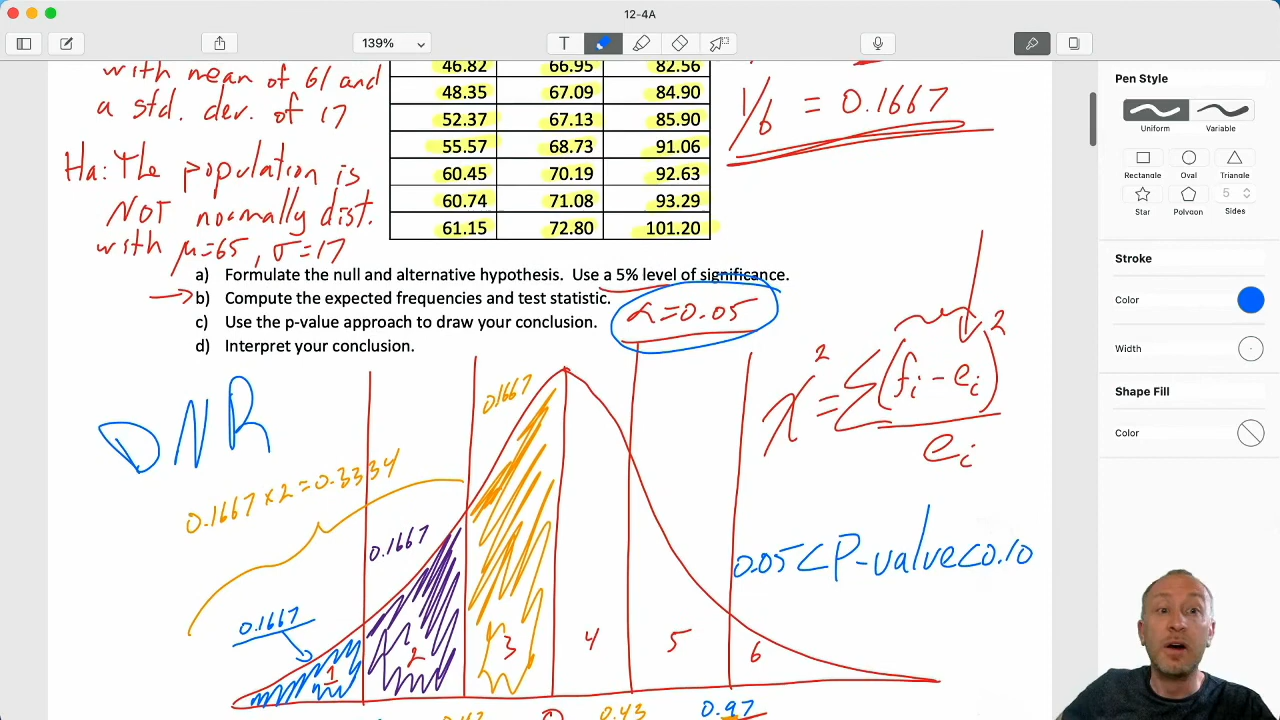 12-4A
139%
T
with mean of 61 and
a std. dev. of 17
Ha: The population is
NOT normally dist.
with μ=65, σ=17
46.82 66.95 82.56
48.35 67.09 84.90
52.37 67.13 85.90
55.57 68.73 91.06
60.45 70.19 92.63
60.74 71.08 93.29
61.15 72.80 101.20
1/6 = 0.1667
a) Formulate the null and alternative hypothesis. Use a 5% level of significance.
b) Compute the expected frequencies and test statistic.
c) Use the p-value approach to draw your conclusion.
d) Interpret your conclusion.
α=0.05
χ² = Σ (fi - ei)²
ei
DNR
0.1667 x 2 = 0.3334
0.1667
0.1667
0.1667
0.05 < P-value < 0.10
1 2 3 4 5 6
0.43 0.97
Pen Style
Uniform Variable
Rectangle Oval Triangle
5
Star Polygon Sides
Stroke
Color
Width
Shape Fill
Color